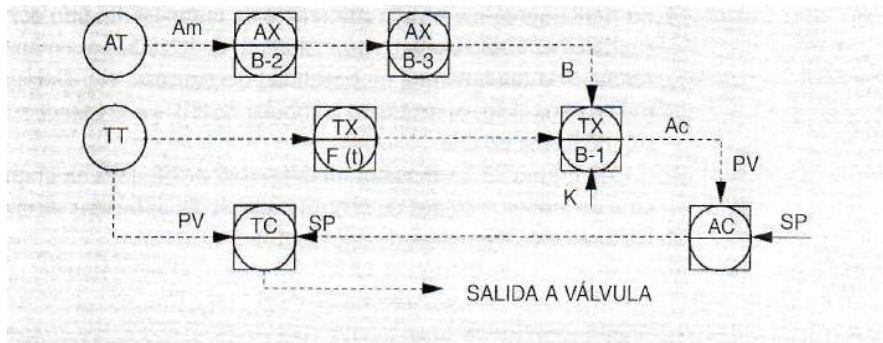 AT
Am
AX
B-2
AX
B-3
B
TT
TX
F (t)
TX
B-1
Ac
K
PV
PV
TC
SP
AC
SP
SALIDA A VÁLVULA